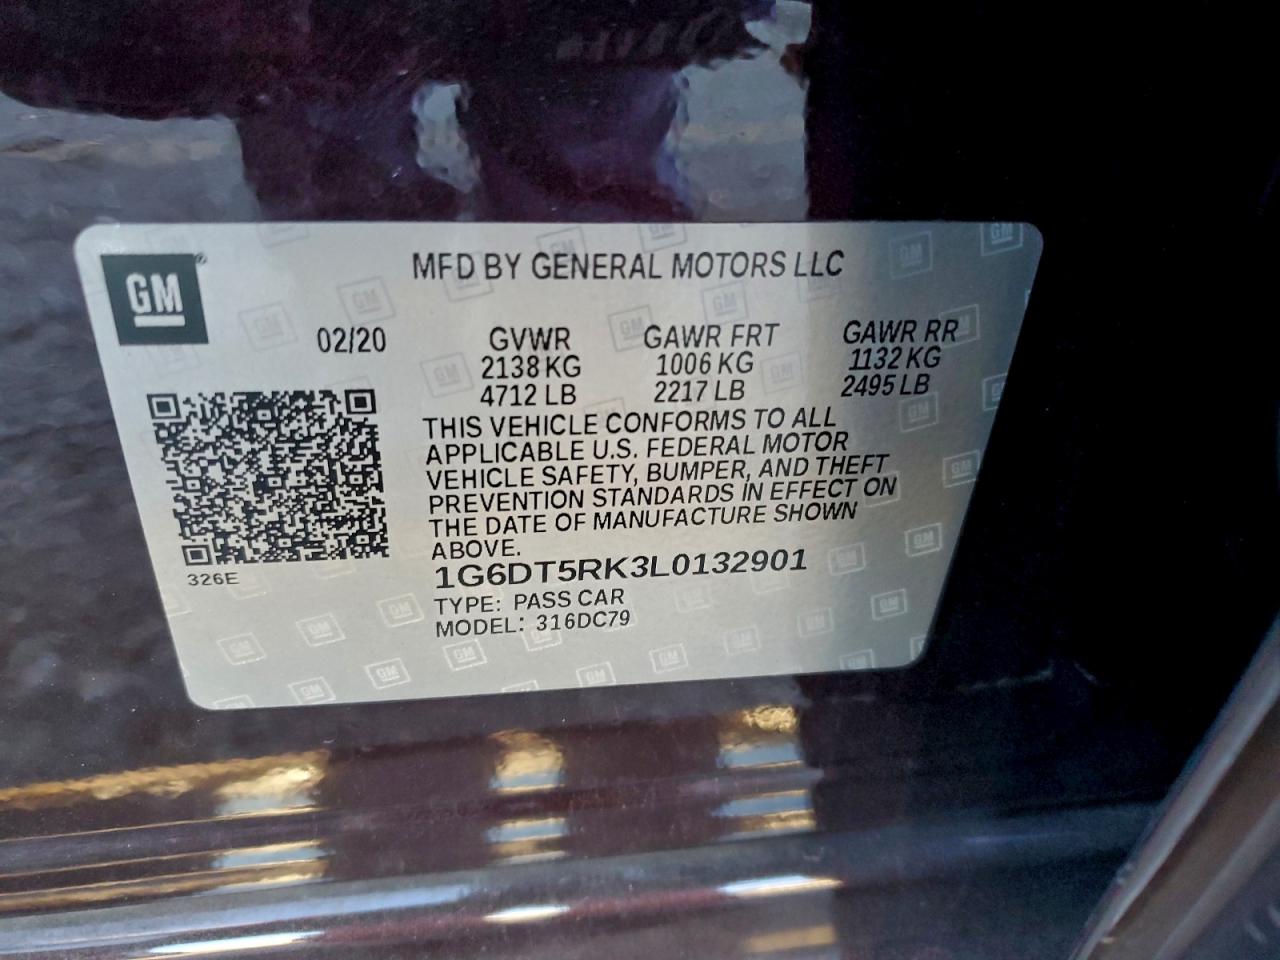 GM
MFD BY GENERAL MOTORS LLC
02/20 GVWR GAWR FRT GAWR RR
2138 KG 1006 KG 1132 KG
4712 LB 2217 LB 2495 LB
THIS VEHICLE CONFORMS TO ALL
APPLICABLE U.S. FEDERAL MOTOR
VEHICLE SAFETY, BUMPER, AND THEFT
PREVENTION STANDARDS IN EFFECT ON
THE DATE OF MANUFACTURE SHOWN
ABOVE.
326E
1G6DT5RK3L0132901
TYPE: PASS CAR
MODEL: 316DC79